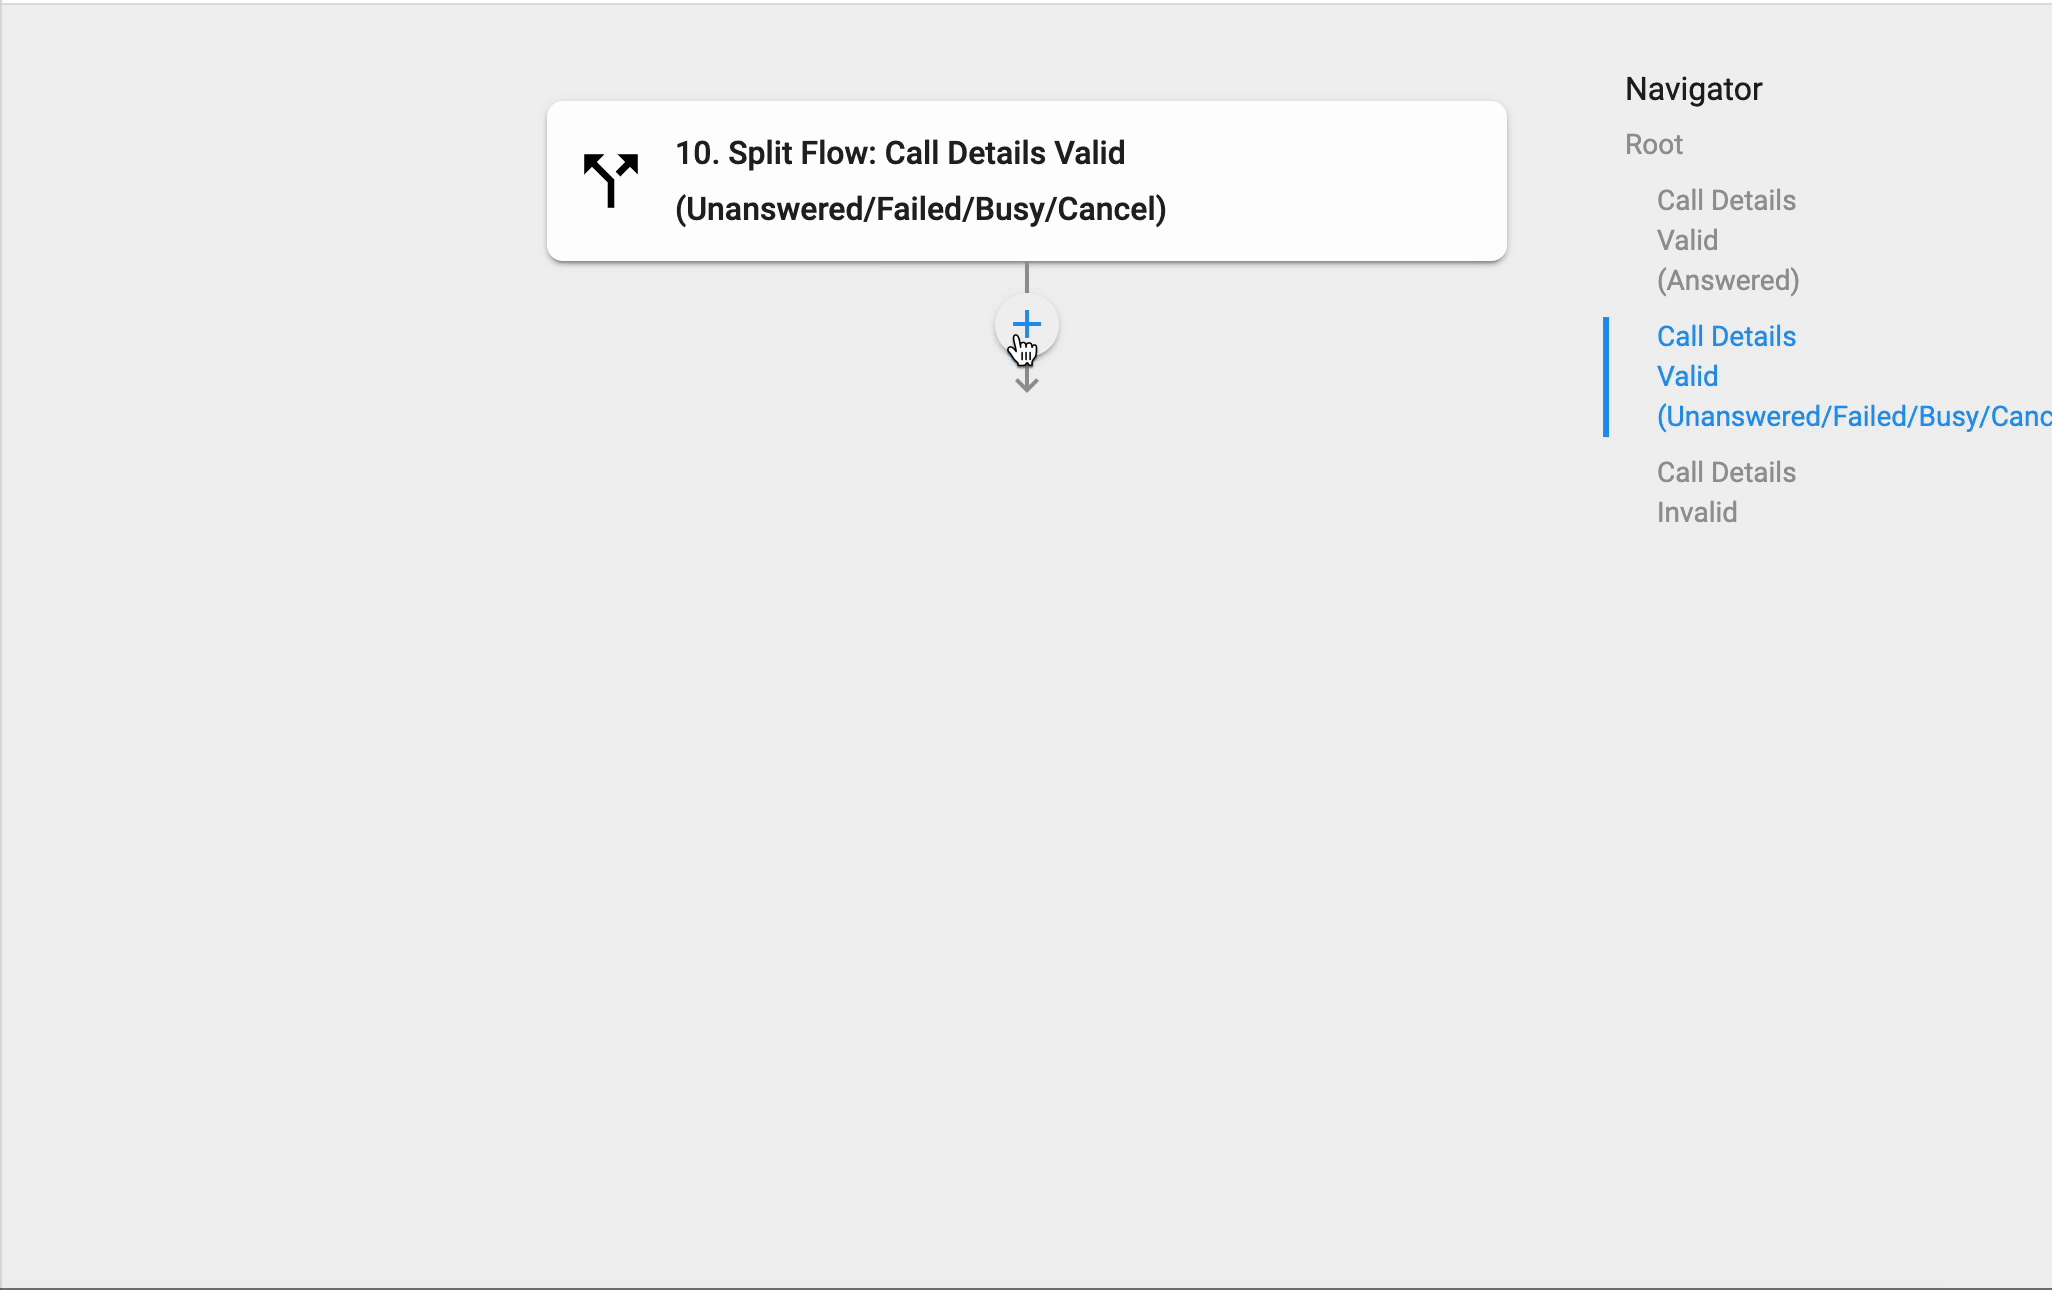 10. Split Flow: Call Details Valid
(Unanswered/Failed/Busy/Cancel)
Navigator
Root
Call Details
Valid
(Answered)
Call Details
Valid
(Unanswered/Failed/Busy/Canc
Call Details
Invalid